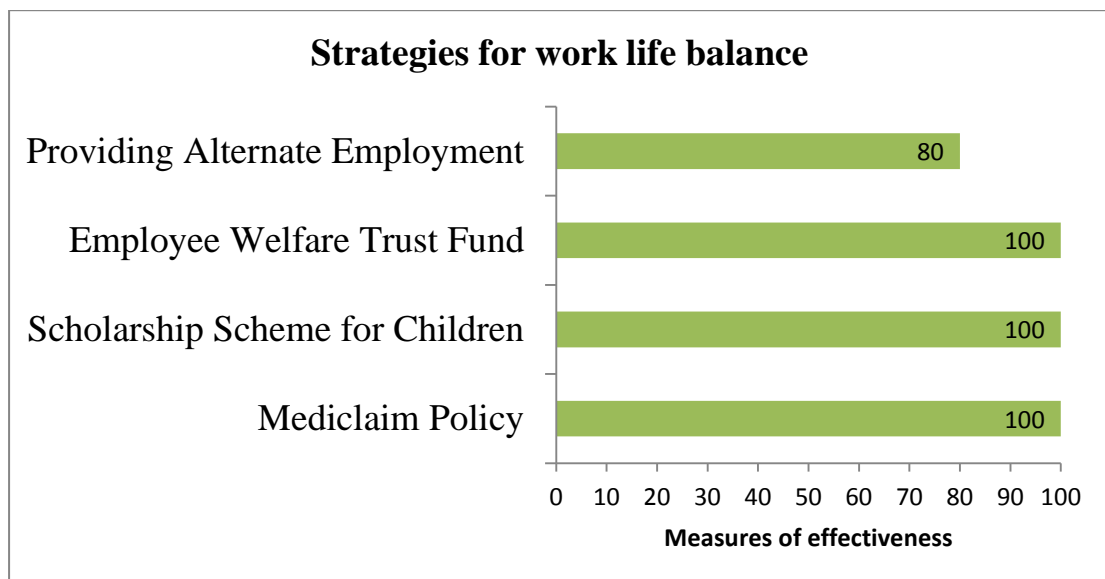 Strategies for work life balance
Providing Alternate Employment
80
Employee Welfare Trust Fund
100
Scholarship Scheme for Children
100
Mediclaim Policy
100
0 10 20 30 40 50 60 70 80 90 100
Measures of effectiveness